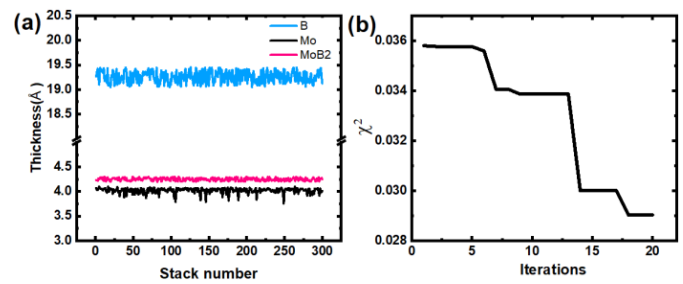 (a)
20.5
20.0
19.5
19.0
18.5
4.5
4.0
3.5
3.0
Thickness(Å)
B
Mo
MoB2
0
50
100
150
200
250
300
Stack number
(b)
0.036
0.034
0.032
0.030
0.028
χ²
0
5
10
15
20
Iterations